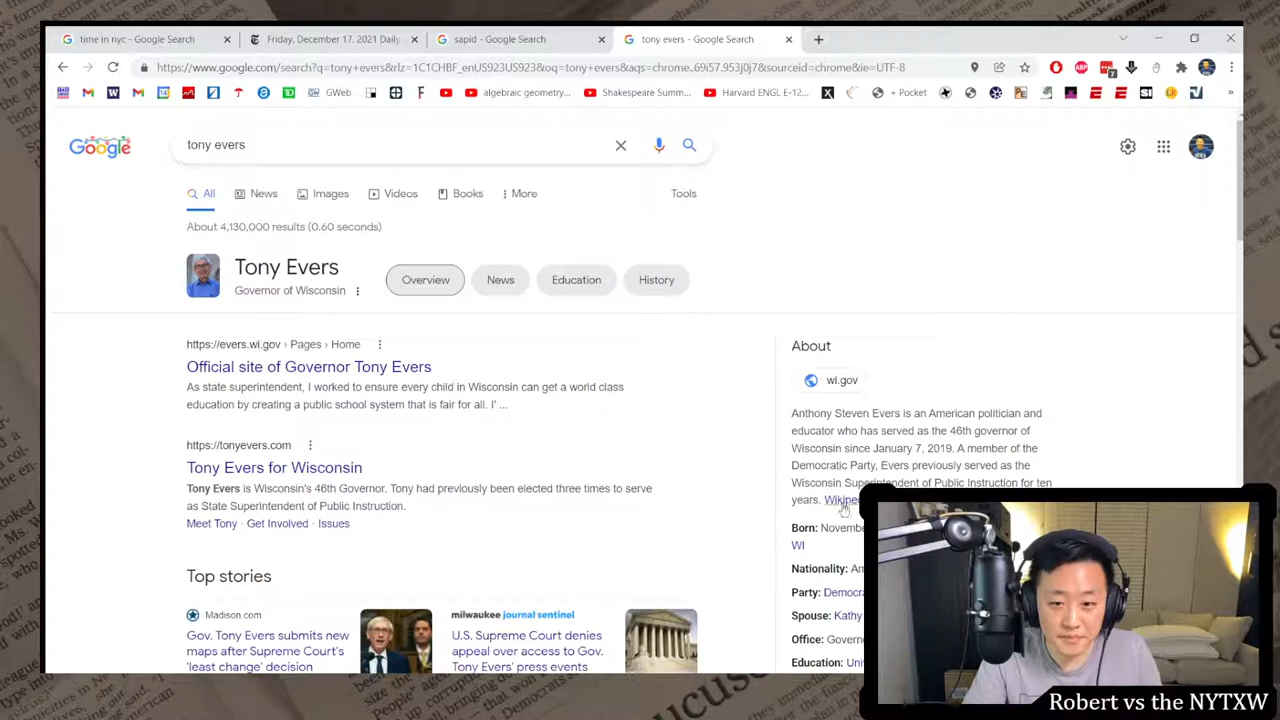 time in nyc - Google Search
Friday, December 17. 2021 Daily
sapid - Google Search
tony evers - Google Search
https://www.google.com/search?q=tony+evers&rlz=1C1CHBF_enUS923US923&oq=tony+evers&aqs=chrome..69i57.953j0j7&sourceid=chrome&ie=UTF-8
GWeb
algebraic geometry...
Shakespeare Summ...
Harvard ENGL E-12...
+ Pocket
Google
tony evers
All
News
Images
Videos
Books
More
Tools
About 4,130,000 results (0.60 seconds)
Tony Evers
Governor of Wisconsin
Overview
News
Education
History
https://evers.wi.gov › Pages › Home
Official site of Governor Tony Evers
As state superintendent, I worked to ensure every child in Wisconsin can get a world class
education by creating a public school system that is fair for all. I' ...
https://tonyevers.com
Tony Evers for Wisconsin
Tony Evers is Wisconsin's 46th Governor. Tony had previously been elected three times to serve
as State Superintendent of Public Instruction.
Meet Tony · Get Involved · Issues
Top stories
Madison.com
Gov. Tony Evers submits new
maps after Supreme Court's
'least change' decision
milwaukee journal sentinel
U.S. Supreme Court denies
appeal over access to Gov.
Tony Evers' press events
About
wi.gov
Anthony Steven Evers is an American politician and
educator who has served as the 46th governor of
Wisconsin since January 7, 2019. A member of the
Democratic Party, Evers previously served as the
Wisconsin Superintendent of Public Instruction for ten
years.
Born:
WI
Nationality:
Party:
Spouse: Kathy
Office:
Education:
Robert vs the NYTXW